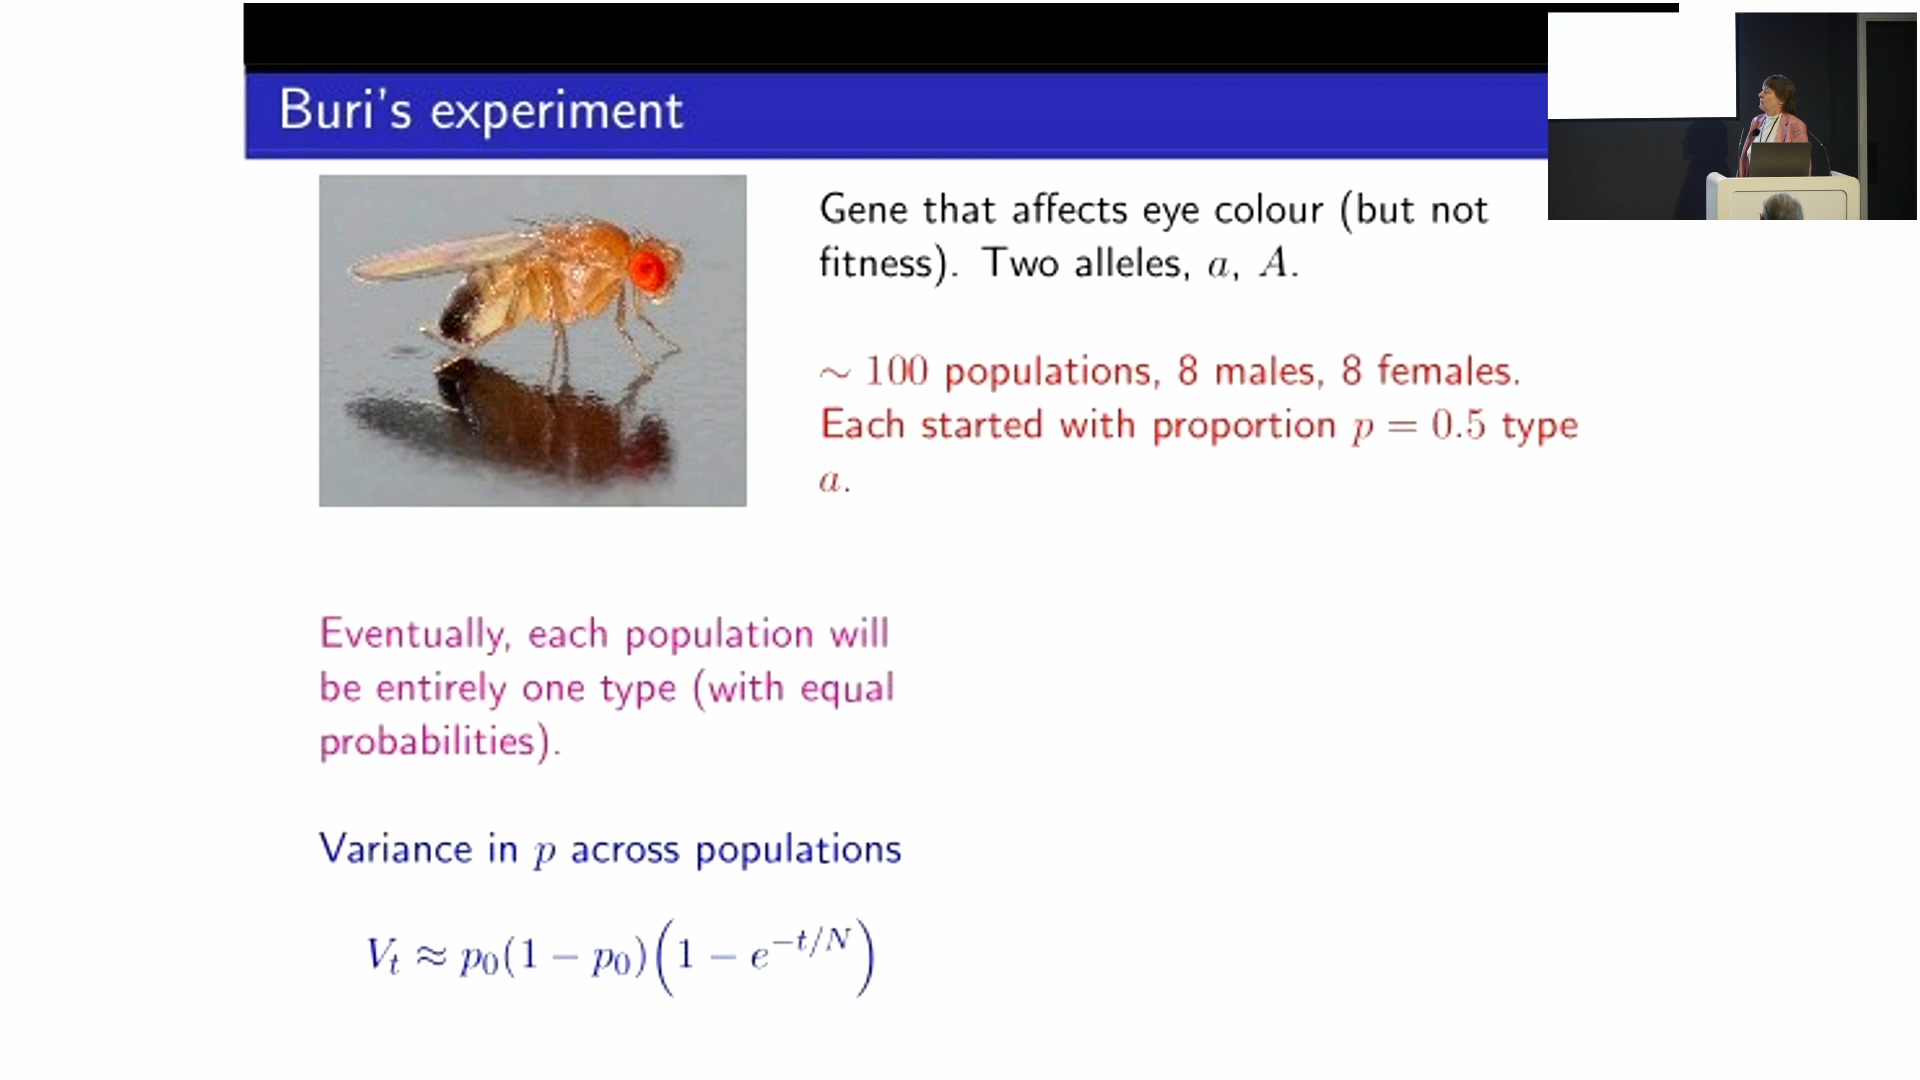 Buri's experiment
Gene that affects eye colour (but not
fitness). Two alleles, a, A.
~ 100 populations, 8 males, 8 females.
Each started with proportion p = 0.5 type
a.
Eventually, each population will
be entirely one type (with equal
probabilities).
Variance in p across populations
V_t ≈ p_0(1 − p_0)(1 − e^{−t/N})